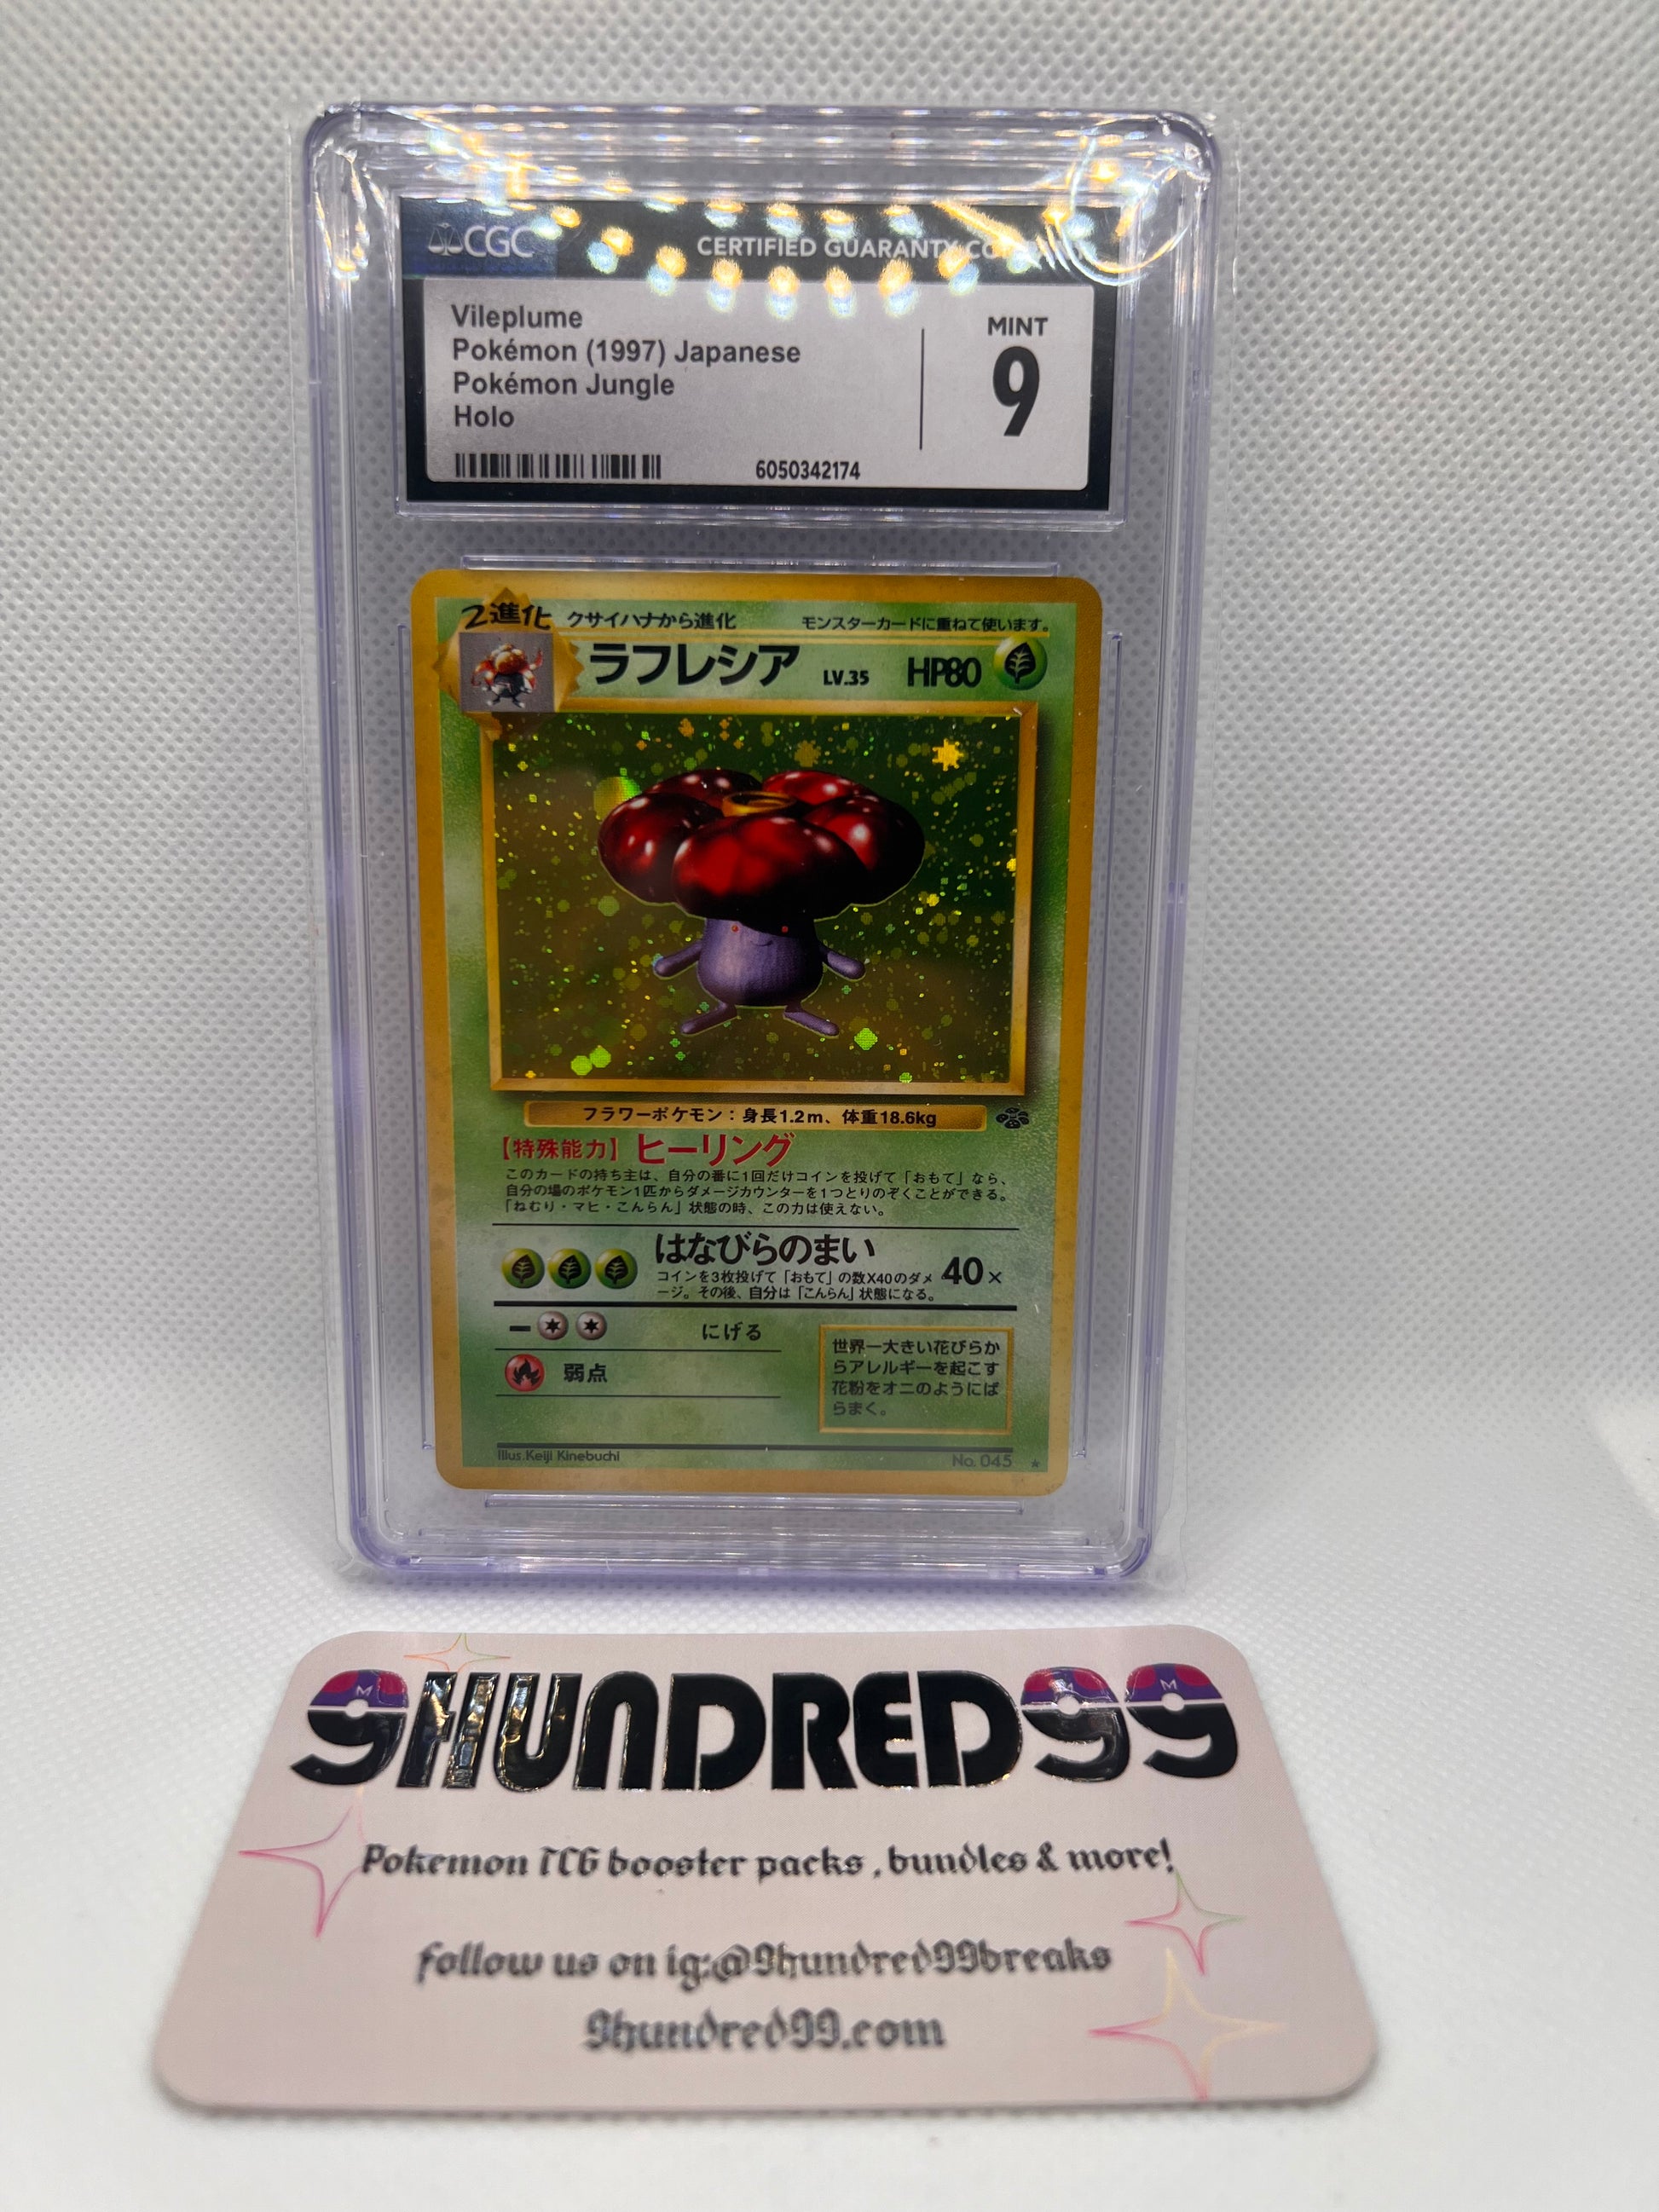 CGC
CERTIFIED GUARANTY
Vileplume
Pokémon (1997) Japanese
Pokémon Jungle
Holo
MINT
9
6050342174
2進化 クサイハナから進化 モンスターカードに重ねて使います。
ラフレシア LV.35 HP80
フラワーポケモン：身長1.2m、体重18.6kg
【特殊能力】ヒーリング
このカードの持ち主は、自分の番に1回だけコインを投げて「おもて」なら、
自分の場のポケモン1匹からダメージカウンターを1つとりのぞくことができる。
「ねむり・マヒ・こんらん」状態の時、この力は使えない。
はなびらのまい
コインを3枚投げて「おもて」の数X40のダメ
ージ。その後、自分は「こんらん」状態になる。
40×
にげる
弱点
世界一大きい花びらか
らアレルギーを起こす
花粉をオニのようにば
らまく。
Illus.Keiji Kinebuchi No. 045 ★
9HUNDRED99
Pokemon TCG booster packs , bundles & more!
follow us on ig:@9hundred99breaks
9hundred99.com